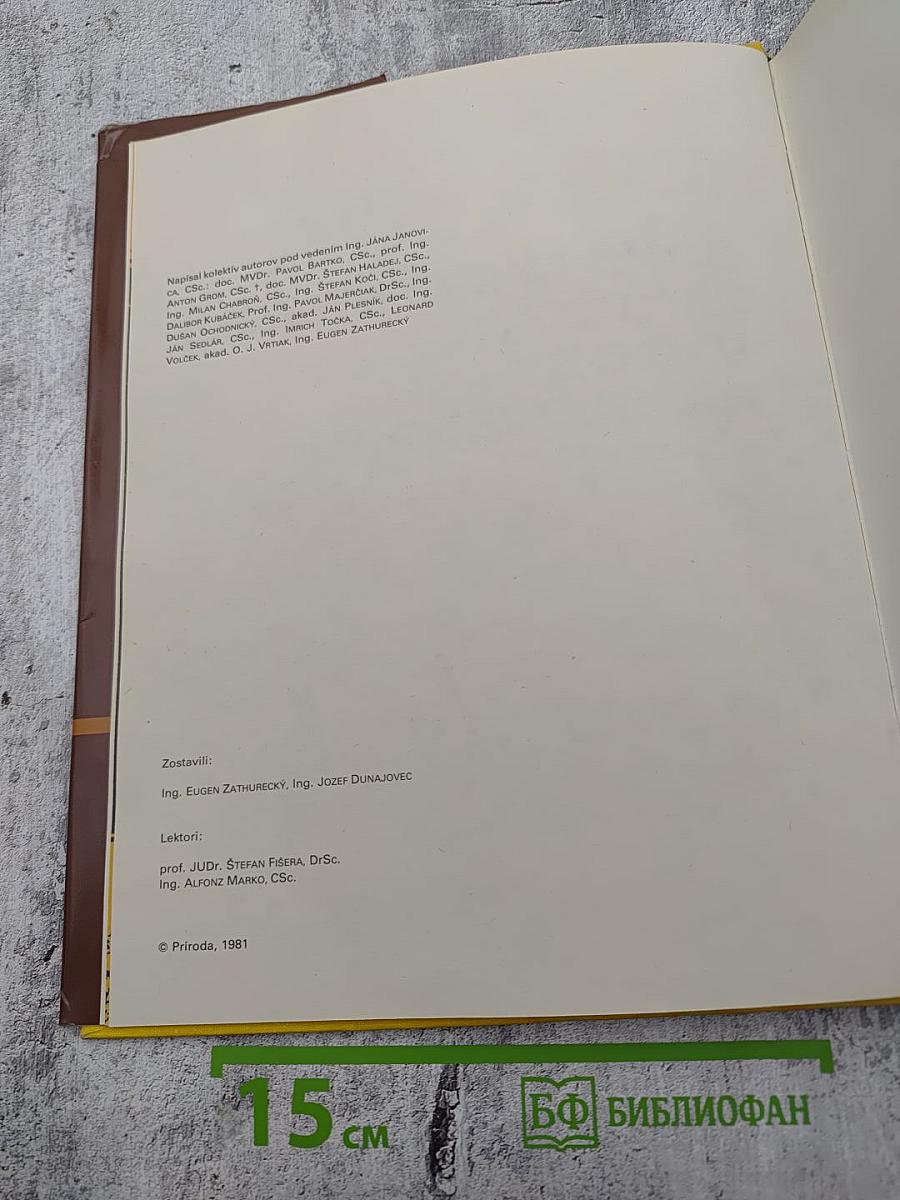 Napísal kolektív autorov pod vedením Ing. JÁNA JANOVI-
CA, CSc.: doc. MVDr. PAVOL BARTKO, CSc., prof. Ing.
ANTON GROM, CSc. †, doc. MVDr. ŠTEFAN HALADEJ, CSc.,
Ing. MILAN CHABROŇ, CSc., Ing. ŠTEFAN KOČI, CSc., Ing.
DALIBOR KUBÁČEK, Prof. Ing. PAVOL MAJERČIAK, DrSc., Ing.
DUŠAN OCHODNICKÝ, CSc., akad. JÁN PLESNÍK, doc. Ing.
JÁN SEDLÁR, CSc., Ing. IMRICH TOČKA, CSc., LEONARD
VOLČEK, akad. O. J. VRTIAK, Ing. EUGEN ZATHURECKÝ
Zostavili:
Ing. EUGEN ZATHURECKÝ, Ing. JOZEF DUNAJOVEC
Lektori:
prof. JUDr. ŠTEFAN FIŠERA, DrSc.
Ing. ALFONZ MARKO, CSc.
© Príroda, 1981
15 см
БФ БИБЛИОФАН